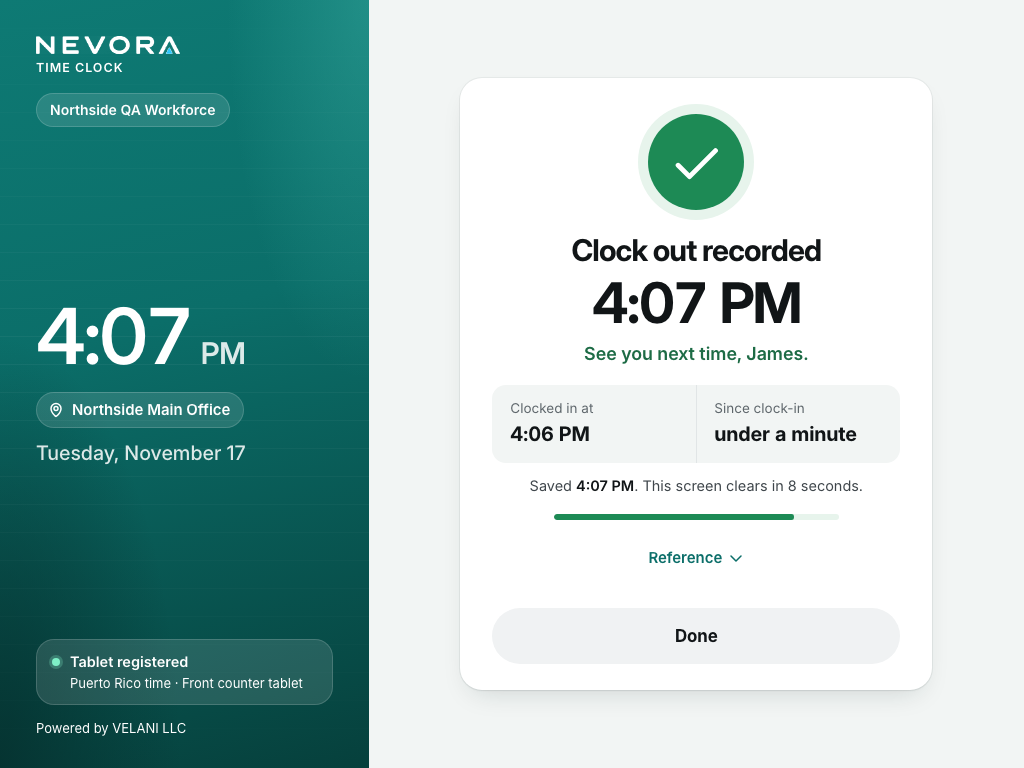 NEVORA
TIME CLOCK
Northside QA Workforce
4:07 PM
Northside Main Office
Tuesday, November 17
Tablet registered
Puerto Rico time · Front counter tablet
Powered by VELANI LLC
Clock out recorded
4:07 PM
See you next time, James.
Clocked in at
4:06 PM
Since clock-in
under a minute
Saved 4:07 PM. This screen clears in 8 seconds.
Reference
Done